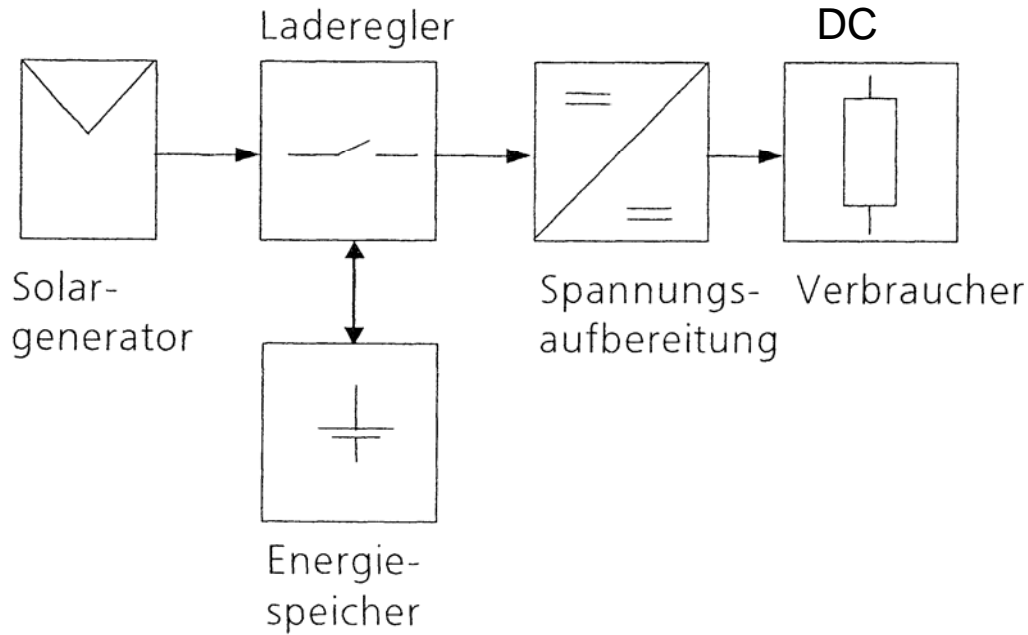 Laderegler
DC
Solar-
generator
Spannungs-
aufbereitung
Verbraucher
Energie-
speicher